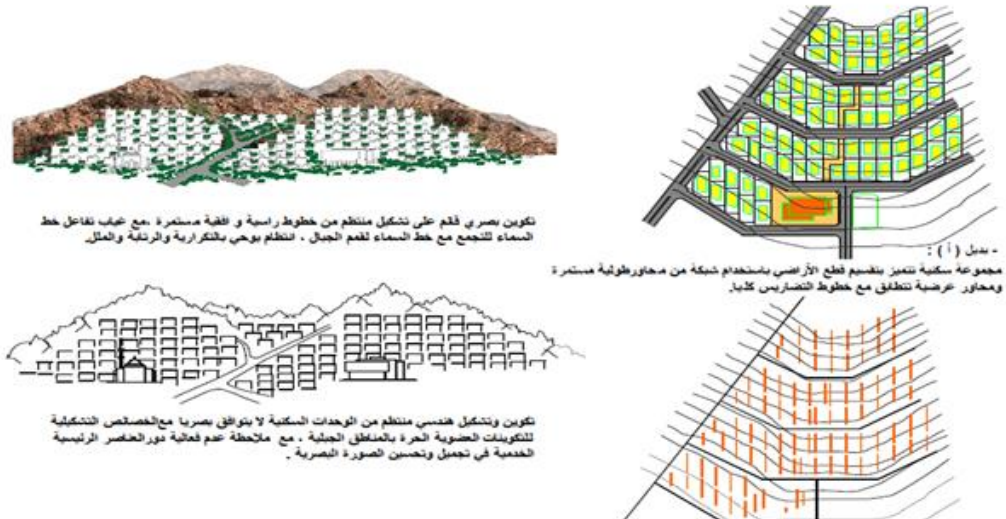 تكوين بصري قائم على تشكيل منتظم من خطوط راسية و افقية مستمرة ،مع غياب تفاعل خط
السماء للتجمع مع خط السماء لقمم الجبال ، انتظام يوحي بالتكرارية والرتابة والملل.
- بديل ( أ ) :
مجموعة سكنية تتميز بتقسيم قطع الأراضي باستخدام شبكة من محاورطولية مستمرة
ومحاور عرضية تتطابق مع خطوط التضاريس كليا.
تكوين وتشكيل هندسي منتظم من الوحدات السكنية لا يتوافق بصريا مع الخصائص التشكيلية
للتكوينات العضوية الحرة بالمناطق الجبلية ، مع ملاحظة عدم فعالية دور العناصر الرئيسية
الخدمية في تجميل وتحسين الصورة البصرية .